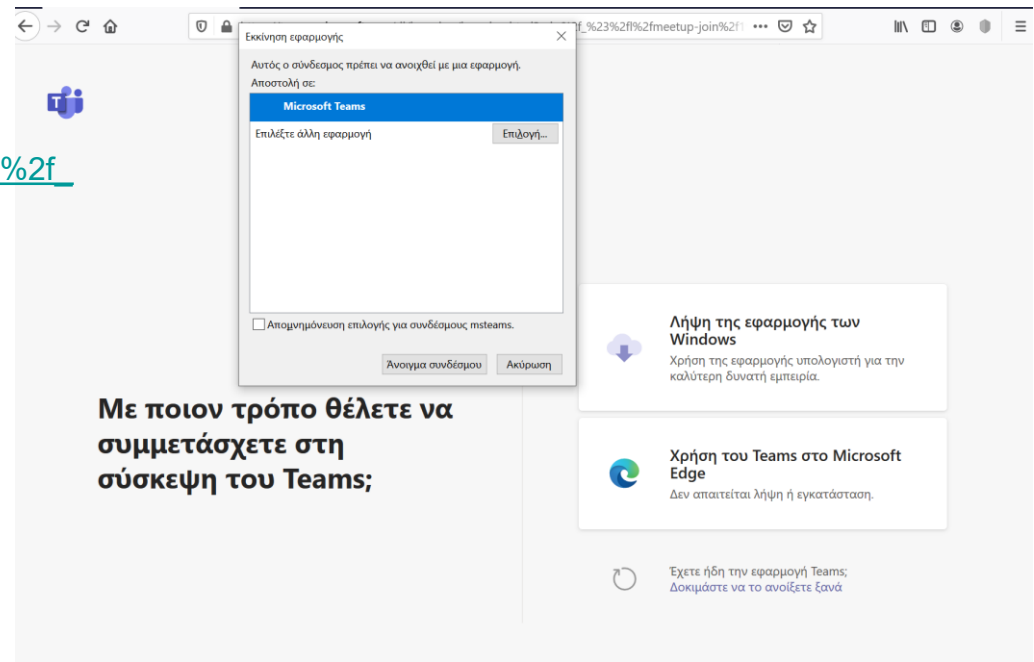 f_%23%2fl%2fmeetup-join%2f1
Εκκίνηση εφαρμογής
Αυτός ο σύνδεσμος πρέπει να ανοιχθεί με μια εφαρμογή.
Αποστολή σε:
Microsoft Teams
Επιλέξτε άλλη εφαρμογή
Επιλογή...
Απομνημόνευση επιλογής για συνδέσμους msteams.
Άνοιγμα συνδέσμου
Ακύρωση
%2f_
Με ποιον τρόπο θέλετε να
συμμετάσχετε στη
σύσκεψη του Teams;
Λήψη της εφαρμογής των
Windows
Χρήση της εφαρμογής υπολογιστή για την
καλύτερη δυνατή εμπειρία.
Χρήση του Teams στο Microsoft
Edge
Δεν απαιτείται λήψη ή εγκατάσταση.
Έχετε ήδη την εφαρμογή Teams;
Δοκιμάστε να το ανοίξετε ξανά